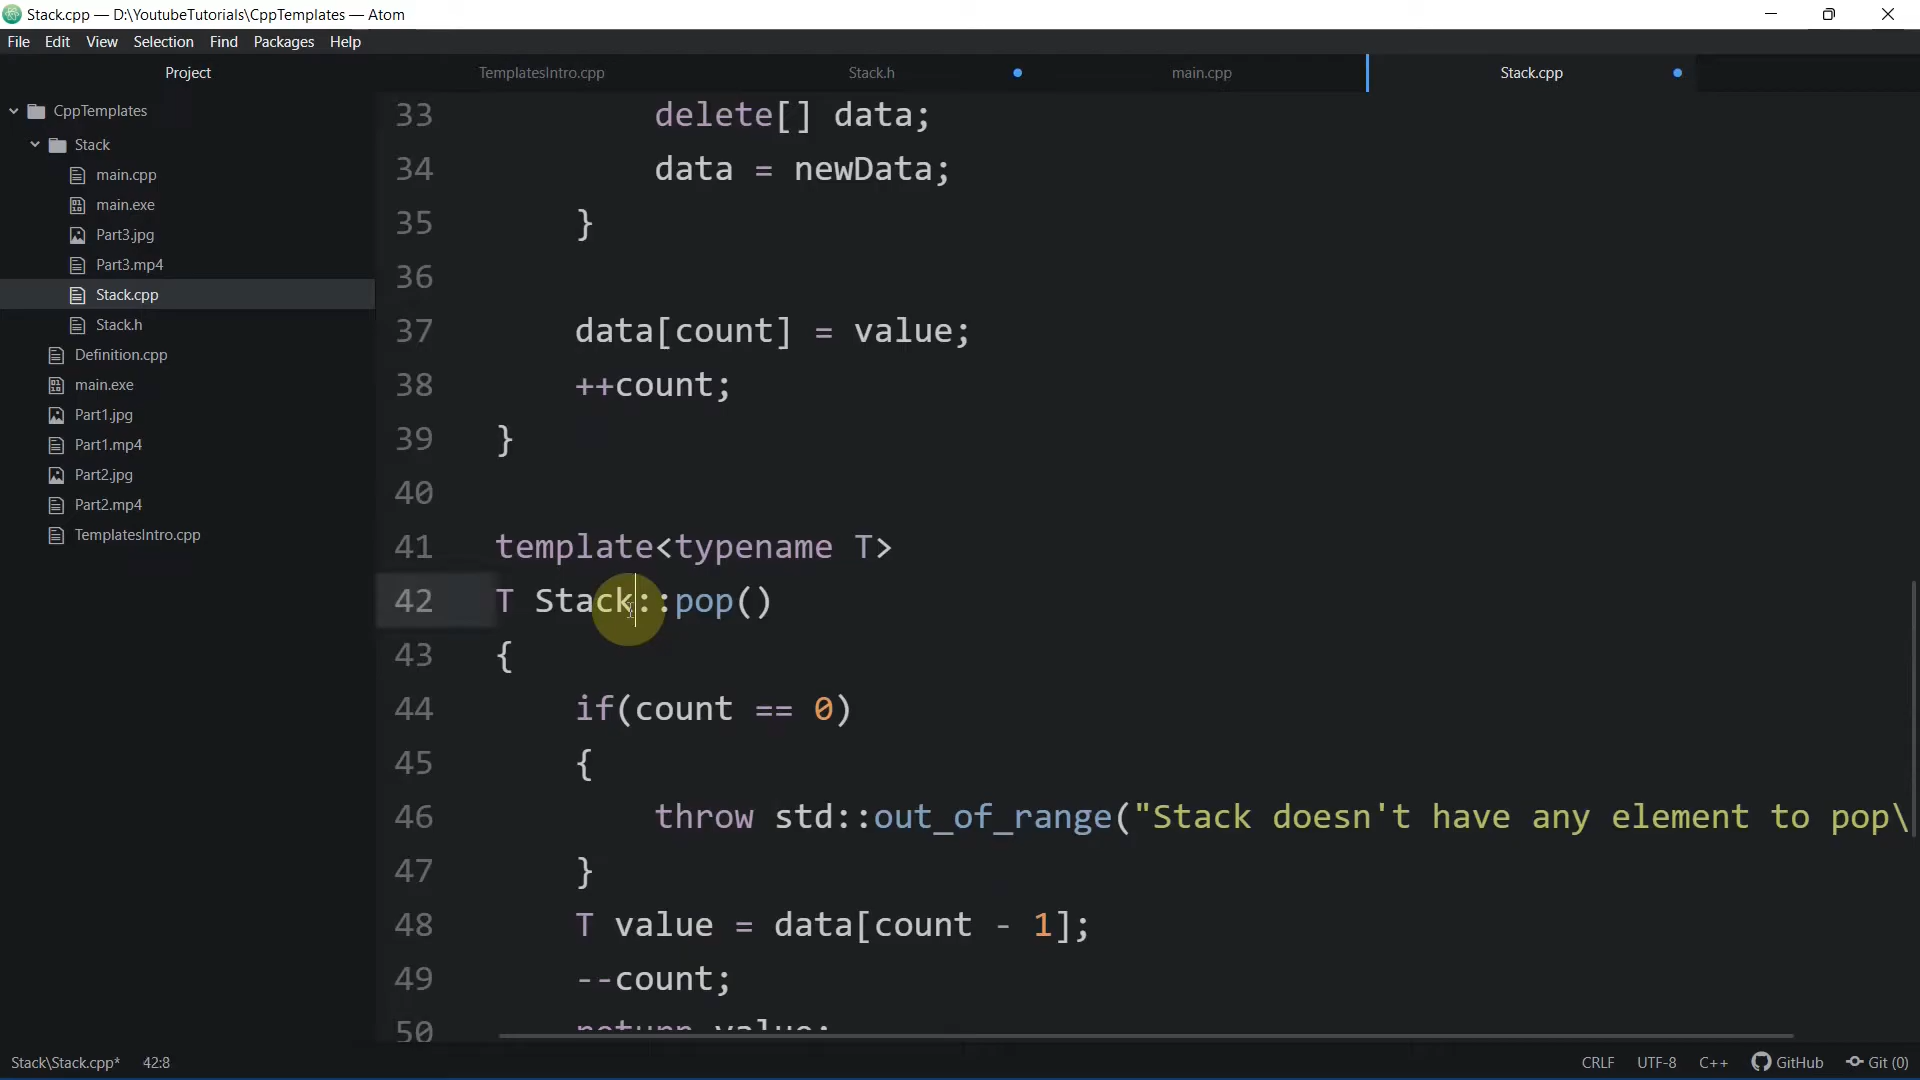 Stack.cpp — D:\YoutubeTutorials\CppTemplates — Atom
File Edit View Selection Find Packages Help
Project TemplatesIntro.cpp Stack.h main.cpp Stack.cpp
CppTemplates
Stack
main.cpp
main.exe
Part3.jpg
Part3.mp4
Stack.cpp
Stack.h
Definition.cpp
main.exe
Part1.jpg
Part1.mp4
Part2.jpg
Part2.mp4
TemplatesIntro.cpp
33 delete[] data;
34 data = newData;
35 }
36
37 data[count] = value;
38 ++count;
39 }
40
41 template<typename T>
42 T Stack::pop()
43 {
44 if(count == 0)
45 {
46 throw std::out_of_range("Stack doesn't have any element to pop\
47 }
48 T value = data[count - 1];
49 --count;
50 return value;
Stack\Stack.cpp* 42:8 CRLF UTF-8 C++ GitHub Git (0)